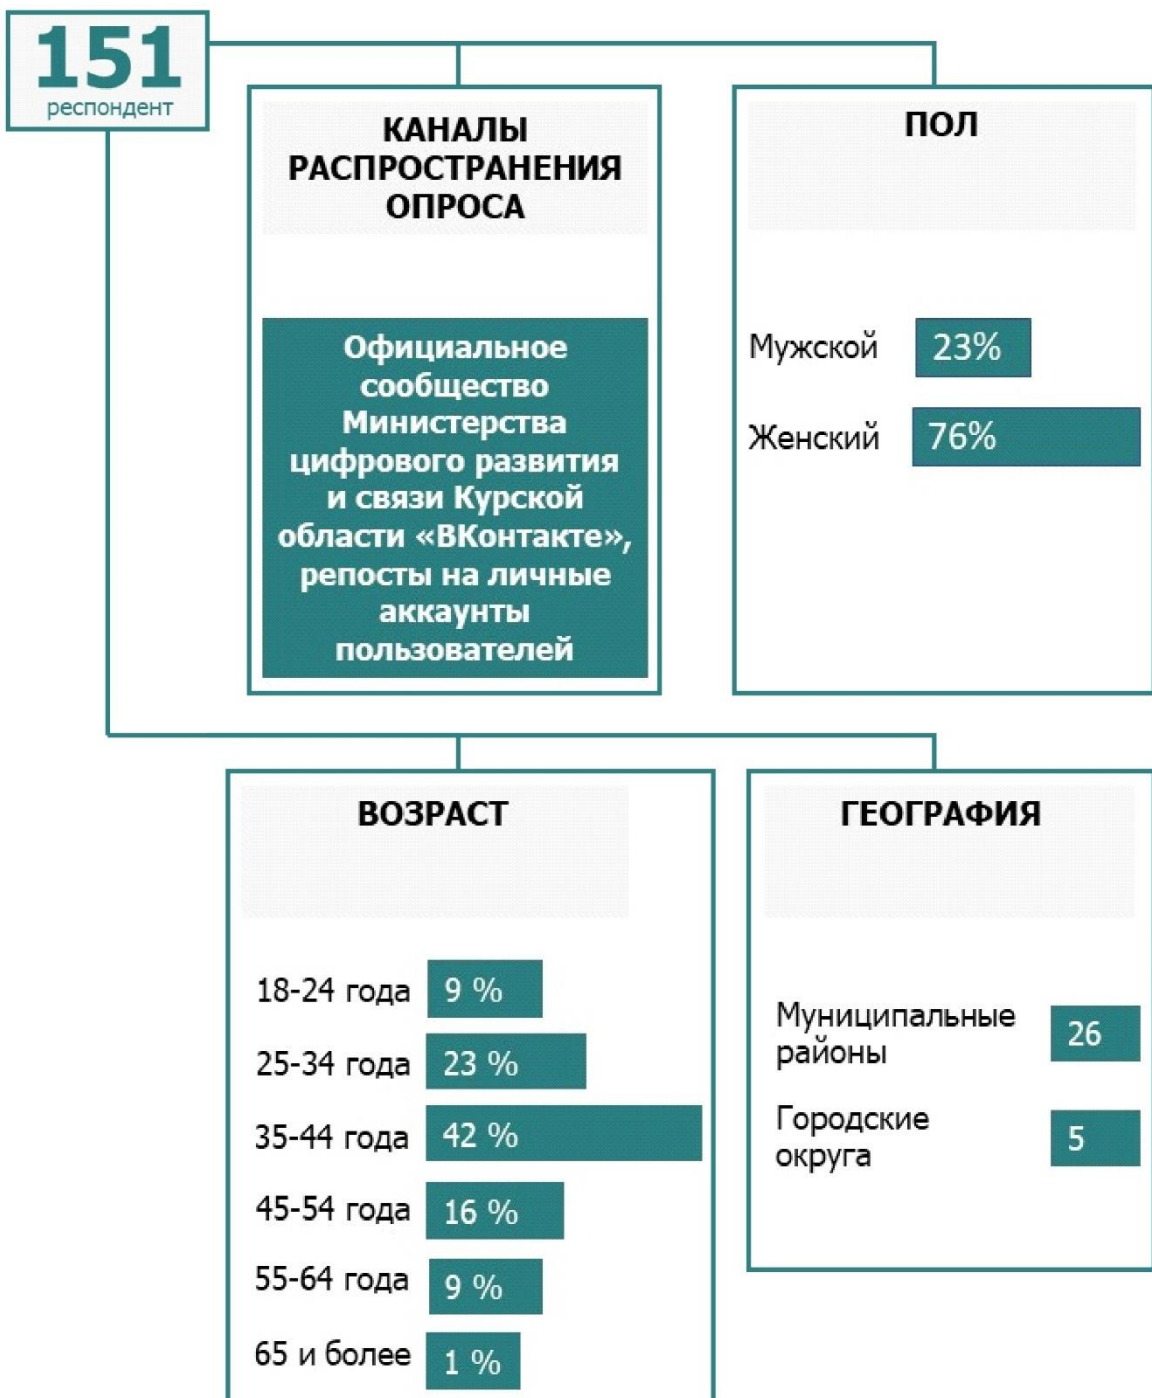 151
респондент
КАНАЛЫ
РАСПРОСТРАНЕНИЯ
ОПРОСА
Официальное
сообщество
Министерства
цифрового развития
и связи Курской
области «ВКонтакте»,
репосты на личные
аккаунты
пользователей
ПОЛ
Мужской 23%
Женский 76%
ВОЗРАСТ
18-24 года 9 %
25-34 года 23 %
35-44 года 42 %
45-54 года 16 %
55-64 года 9 %
65 и более 1 %
ГЕОГРАФИЯ
Муниципальные
районы
26
Городские
округа
5